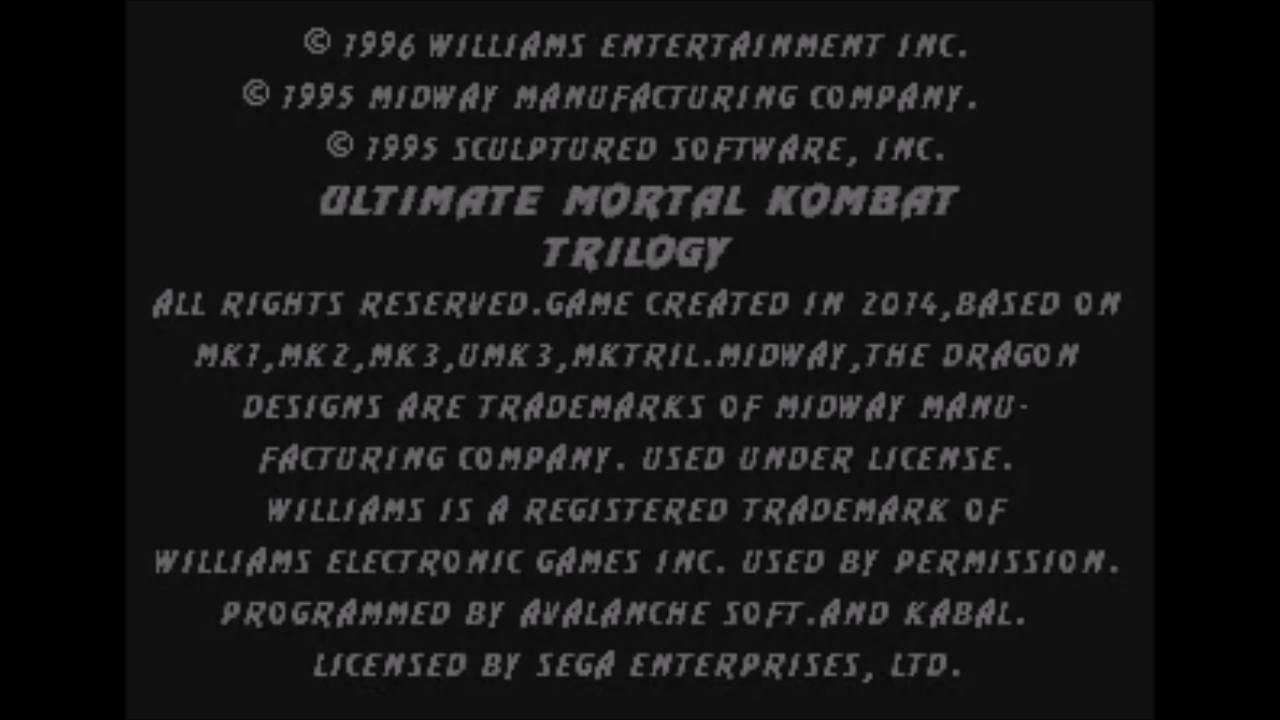 © 1996 WILLIAMS ENTERTAINMENT INC.
© 1995 MIDWAY MANUFACTURING COMPANY.
© 1995 SCULPTURED SOFTWARE, INC.
ULTIMATE MORTAL KOMBAT
TRILOGY
ALL RIGHTS RESERVED.GAME CREATED IN 2014,BASED ON
MK1,MK2,MK3,UMK3,MKTRIL.MIDWAY,THE DRAGON
DESIGNS ARE TRADEMARKS OF MIDWAY MANU-
FACTURING COMPANY. USED UNDER LICENSE.
WILLIAMS IS A REGISTERED TRADEMARK OF
WILLIAMS ELECTRONIC GAMES INC. USED BY PERMISSION.
PROGRAMMED BY AVALANCHE SOFT.AND KABAL.
LICENSED BY SEGA ENTERPRISES, LTD.